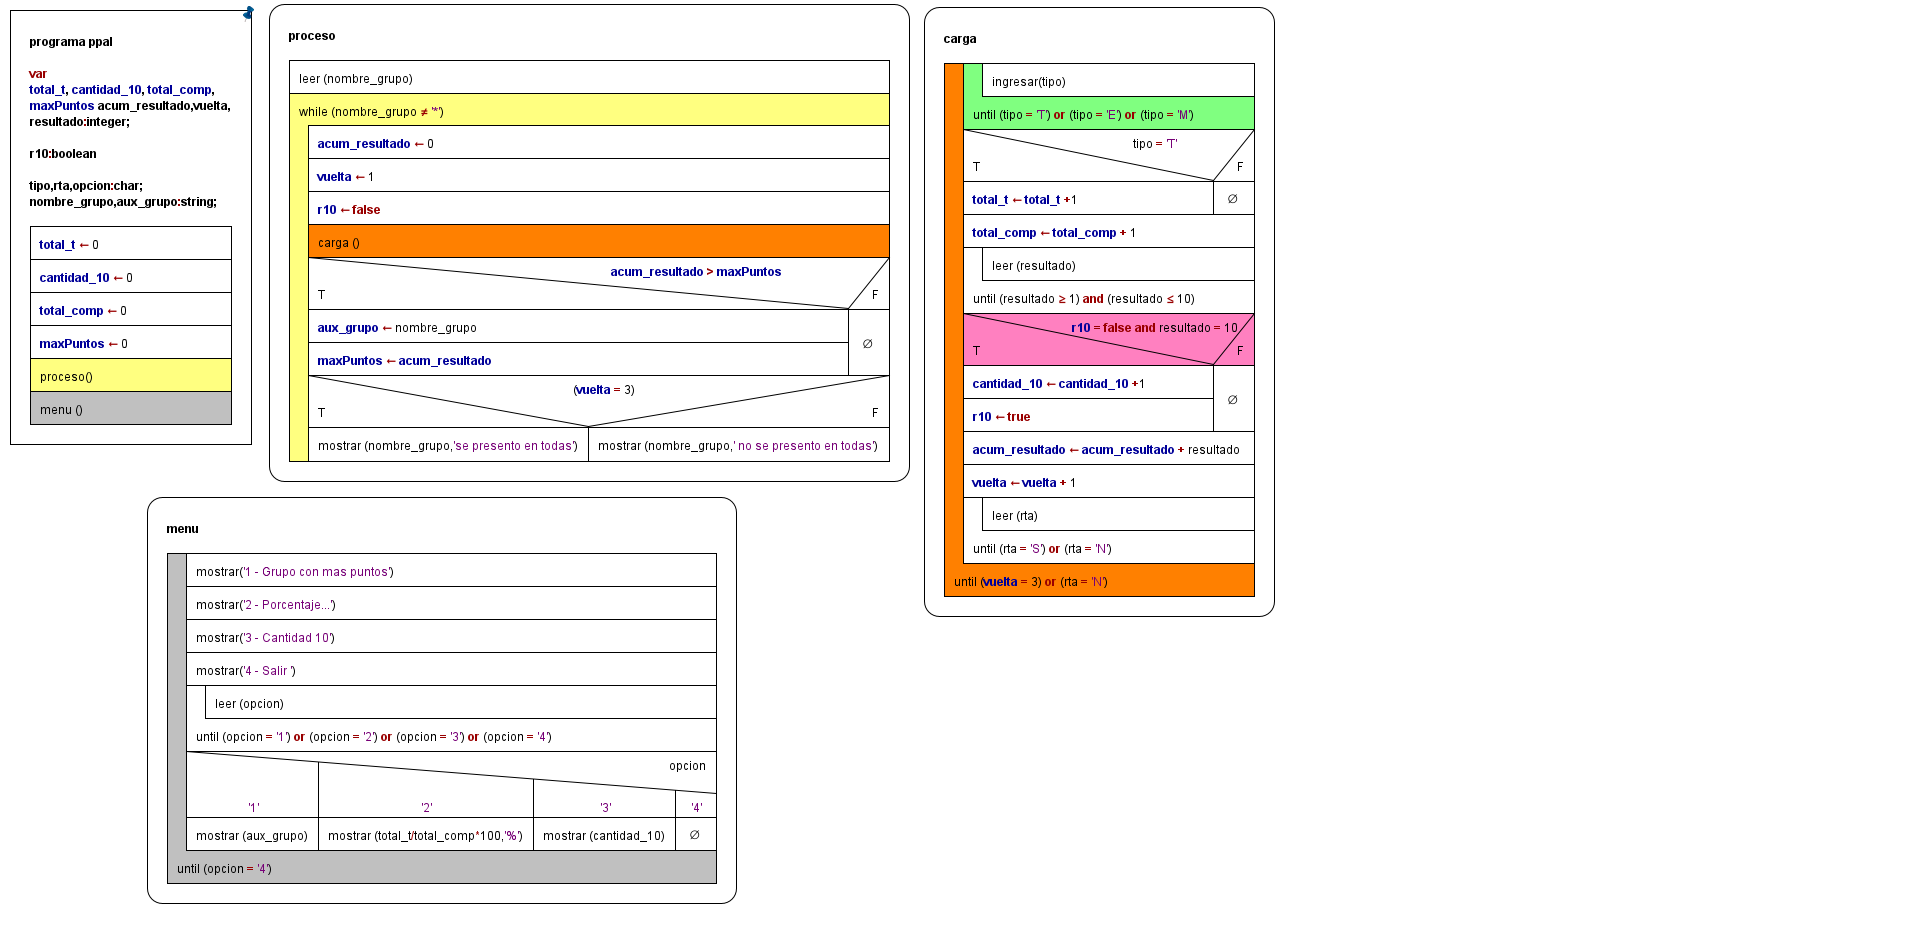 programa ppal
var
total_t, cantidad_10, total_comp,
maxPuntos acum_resultado,vuelta,
resultado:integer;
r10:boolean
tipo,rta,opcion:char;
nombre_grupo,aux_grupo:string;
total_t ← 0
cantidad_10 ← 0
total_comp ← 0
maxPuntos ← 0
proceso()
menu ()
proceso
leer (nombre_grupo)
while (nombre_grupo ≠ '*')
acum_resultado ← 0
vuelta ← 1
r10 ← false
carga ()
acum_resultado > maxPuntos
T F
aux_grupo ← nombre_grupo
∅
maxPuntos ← acum_resultado
(vuelta = 3)
T F
mostrar (nombre_grupo,'se presento en todas') mostrar (nombre_grupo,' no se presento en todas')
carga
ingresar(tipo)
until (tipo = 'T') or (tipo = 'E') or (tipo = 'M')
tipo = 'T'
T F
total_t ← total_t +1 ∅
total_comp ← total_comp + 1
leer (resultado)
until (resultado ≥ 1) and (resultado ≤ 10)
r10 = false and resultado = 10
T F
cantidad_10 ← cantidad_10 +1
∅
r10 ← true
acum_resultado ← acum_resultado + resultado
vuelta ← vuelta + 1
leer (rta)
until (rta = 'S') or (rta = 'N')
until (vuelta = 3) or (rta = 'N')
menu
mostrar('1 - Grupo con mas puntos')
mostrar('2 - Porcentaje...')
mostrar('3 - Cantidad 10')
mostrar('4 - Salir ')
leer (opcion)
until (opcion = '1') or (opcion = '2') or (opcion = '3') or (opcion = '4')
opcion
'1' '2' '3' '4'
mostrar (aux_grupo) mostrar (total_t/total_comp*100,'%') mostrar (cantidad_10) ∅
until (opcion = '4')